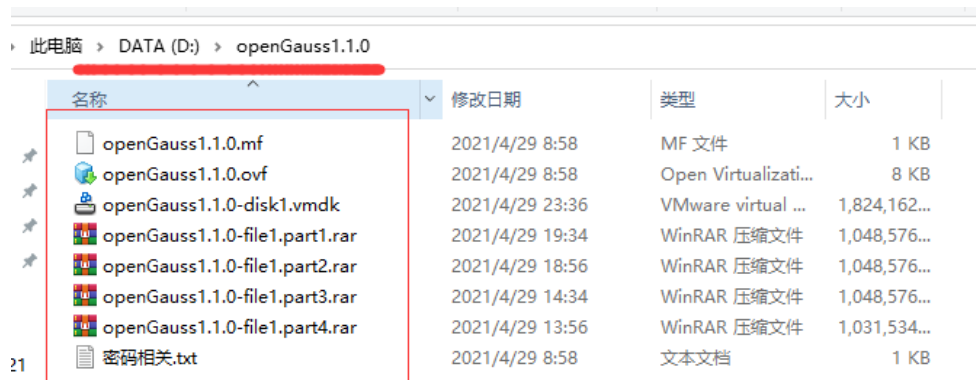 › 此电脑 › DATA (D:) › openGauss1.1.0
名称 修改日期 类型 大小
openGauss1.1.0.mf 2021/4/29 8:58 MF 文件 1 KB
openGauss1.1.0.ovf 2021/4/29 8:58 Open Virtualizati... 8 KB
openGauss1.1.0-disk1.vmdk 2021/4/29 23:36 VMware virtual ... 1,824,162...
openGauss1.1.0-file1.part1.rar 2021/4/29 19:34 WinRAR 压缩文件 1,048,576...
openGauss1.1.0-file1.part2.rar 2021/4/29 18:56 WinRAR 压缩文件 1,048,576...
openGauss1.1.0-file1.part3.rar 2021/4/29 14:34 WinRAR 压缩文件 1,048,576...
openGauss1.1.0-file1.part4.rar 2021/4/29 13:56 WinRAR 压缩文件 1,031,534...
21 密码相关.txt 2021/4/29 8:58 文本文档 1 KB